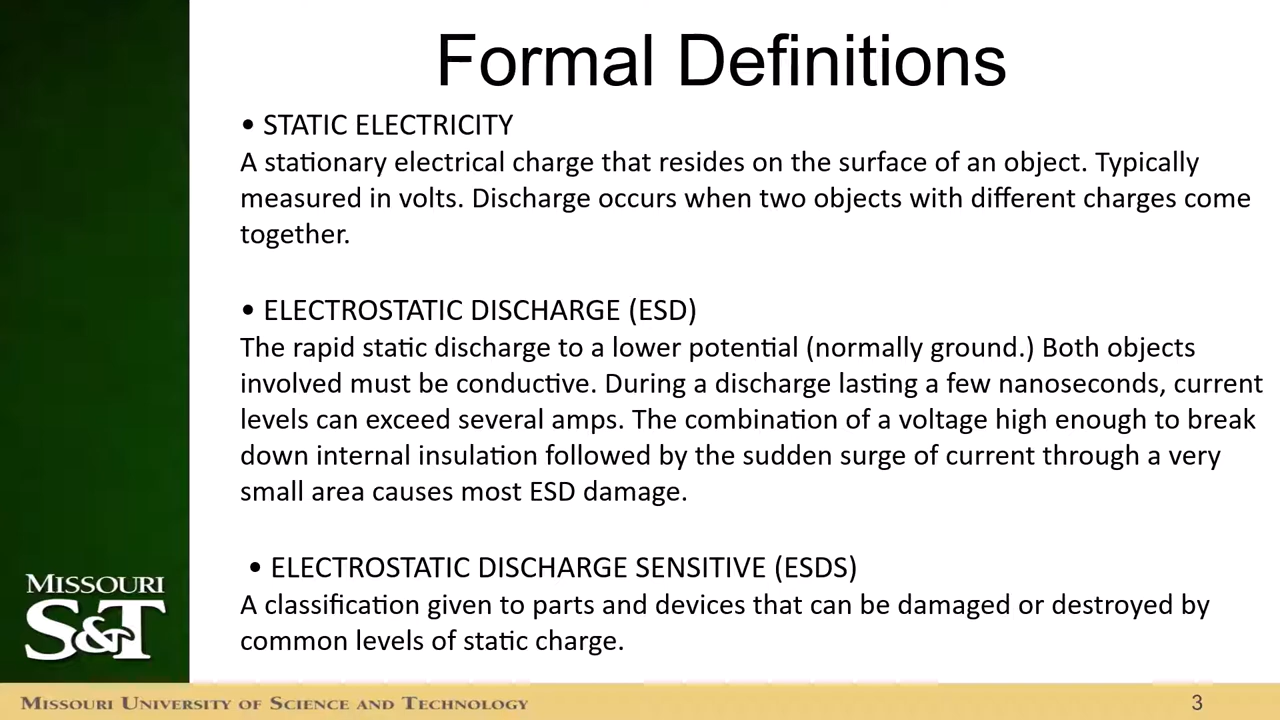 Formal Definitions
• STATIC ELECTRICITY
A stationary electrical charge that resides on the surface of an object. Typically
measured in volts. Discharge occurs when two objects with different charges come
together.
• ELECTROSTATIC DISCHARGE (ESD)
The rapid static discharge to a lower potential (normally ground.) Both objects
involved must be conductive. During a discharge lasting a few nanoseconds, current
levels can exceed several amps. The combination of a voltage high enough to break
down internal insulation followed by the sudden surge of current through a very
small area causes most ESD damage.
• ELECTROSTATIC DISCHARGE SENSITIVE (ESDS)
A classification given to parts and devices that can be damaged or destroyed by
common levels of static charge.
MISSOURI
S&T
MISSOURI UNIVERSITY OF SCIENCE AND TECHNOLOGY
3